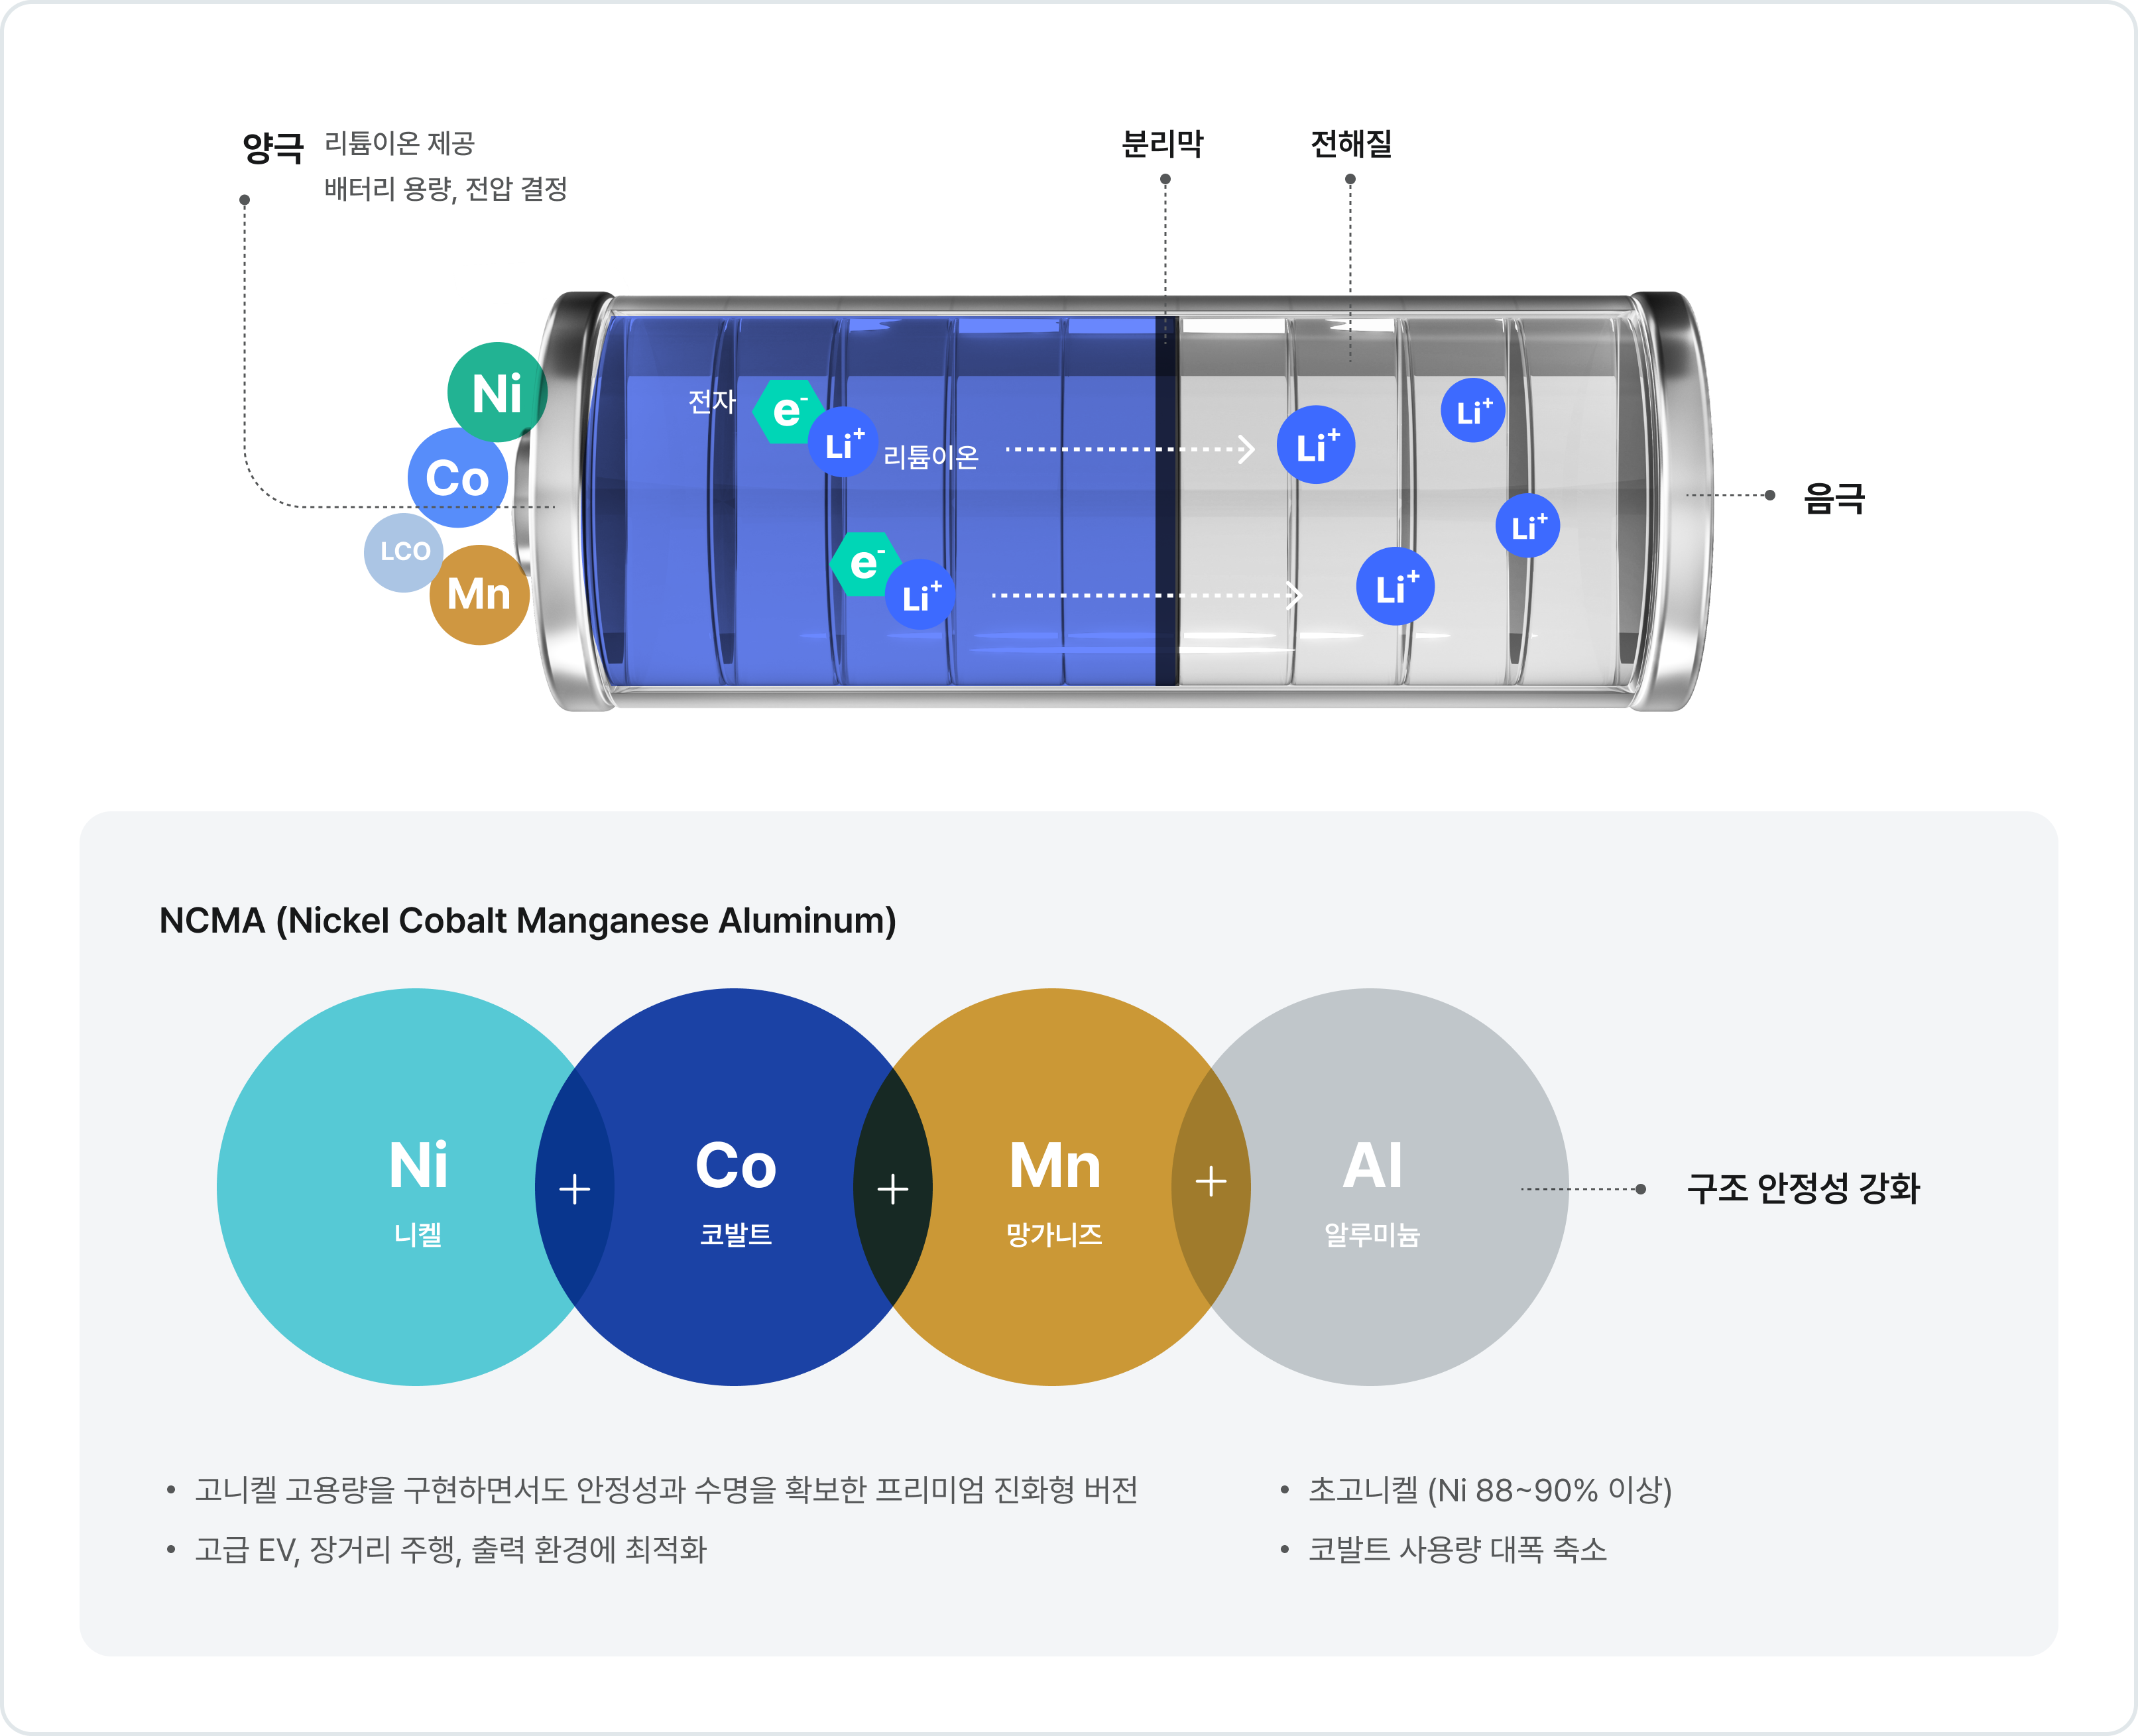 양극
리튬이온 제공
배터리 용량, 전압 결정
분리막
전해질
Ni
Co
LCO
Mn
전자
e-
Li+
리튬이온
e-
Li+
Li+
Li+
Li+
Li+
음극
NCMA (Nickel Cobalt Manganese Aluminum)
Ni
니켈
+
Co
코발트
+
Mn
망가니즈
+
Al
알루미늄
구조 안정성 강화
• 고니켈 고용량을 구현하면서도 안정성과 수명을 확보한 프리미엄 진화형 버전
• 고급 EV, 장거리 주행, 출력 환경에 최적화
• 초고니켈 (Ni 88~90% 이상)
• 코발트 사용량 대폭 축소